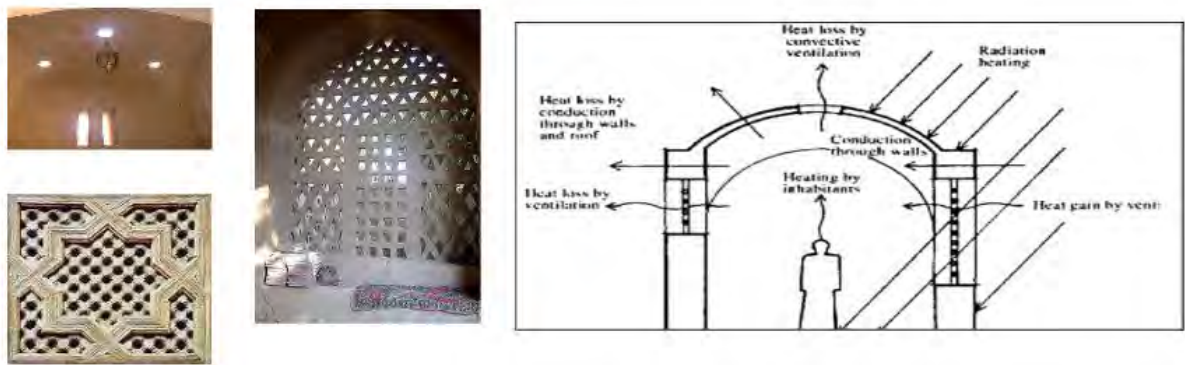 Heat loss by
convective
ventilation
Radiation
heating
Heat loss by
conduction
through walls
and roof
Conduction
through walls
Heating by
inhabitants
Heat loss by
ventilation
Heat gain by vent